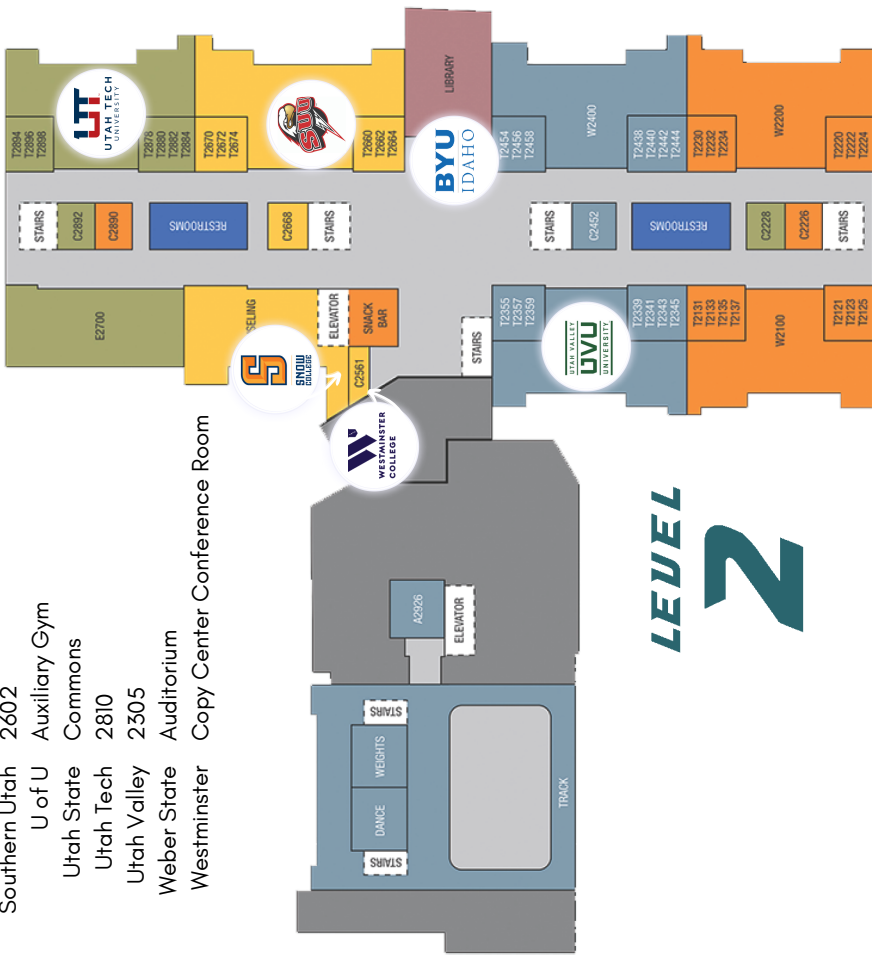 Southern Utah 2602
U of U Auxiliary Gym
Utah State Commons
Utah Tech 2810
Utah Valley 2305
Weber State Auditorium
Westminster Copy Center Conference Room
T2894
T2896
T2898
UT
UTAH TECH
UNIVERSITY
T2878
T2880
T2882
T2884
T2670
T2672
T2674
SUU
T2660
T2662
T2664
LIBRARY
BYU
IDAHO
T2454
T2456
T2458
W2400
T2438
T2440
T2442
T2444
T2230
T2232
T2234
W2200
T2220
T2222
T2224
STAIRS
C2892
C2890
RESTROOMS
C2668
STAIRS
STAIRS
C2452
RESTROOMS
C2228
C2226
STAIRS
E2700
SELING
ELEVATOR
SNACK
BAR
C2561
S
SNOW
COLLEGE
W
WESTMINSTER
COLLEGE
STAIRS
T2355
T2357
T2359
UTAH VALLEY
UVU
UNIVERSITY
T2339
T2341
T2343
T2345
T2131
T2133
T2135
T2137
W2100
T2121
T2123
T2125
A2926
ELEVATOR
STAIRS
WEIGHTS
DANCE
STAIRS
TRACK
LEVEL
2